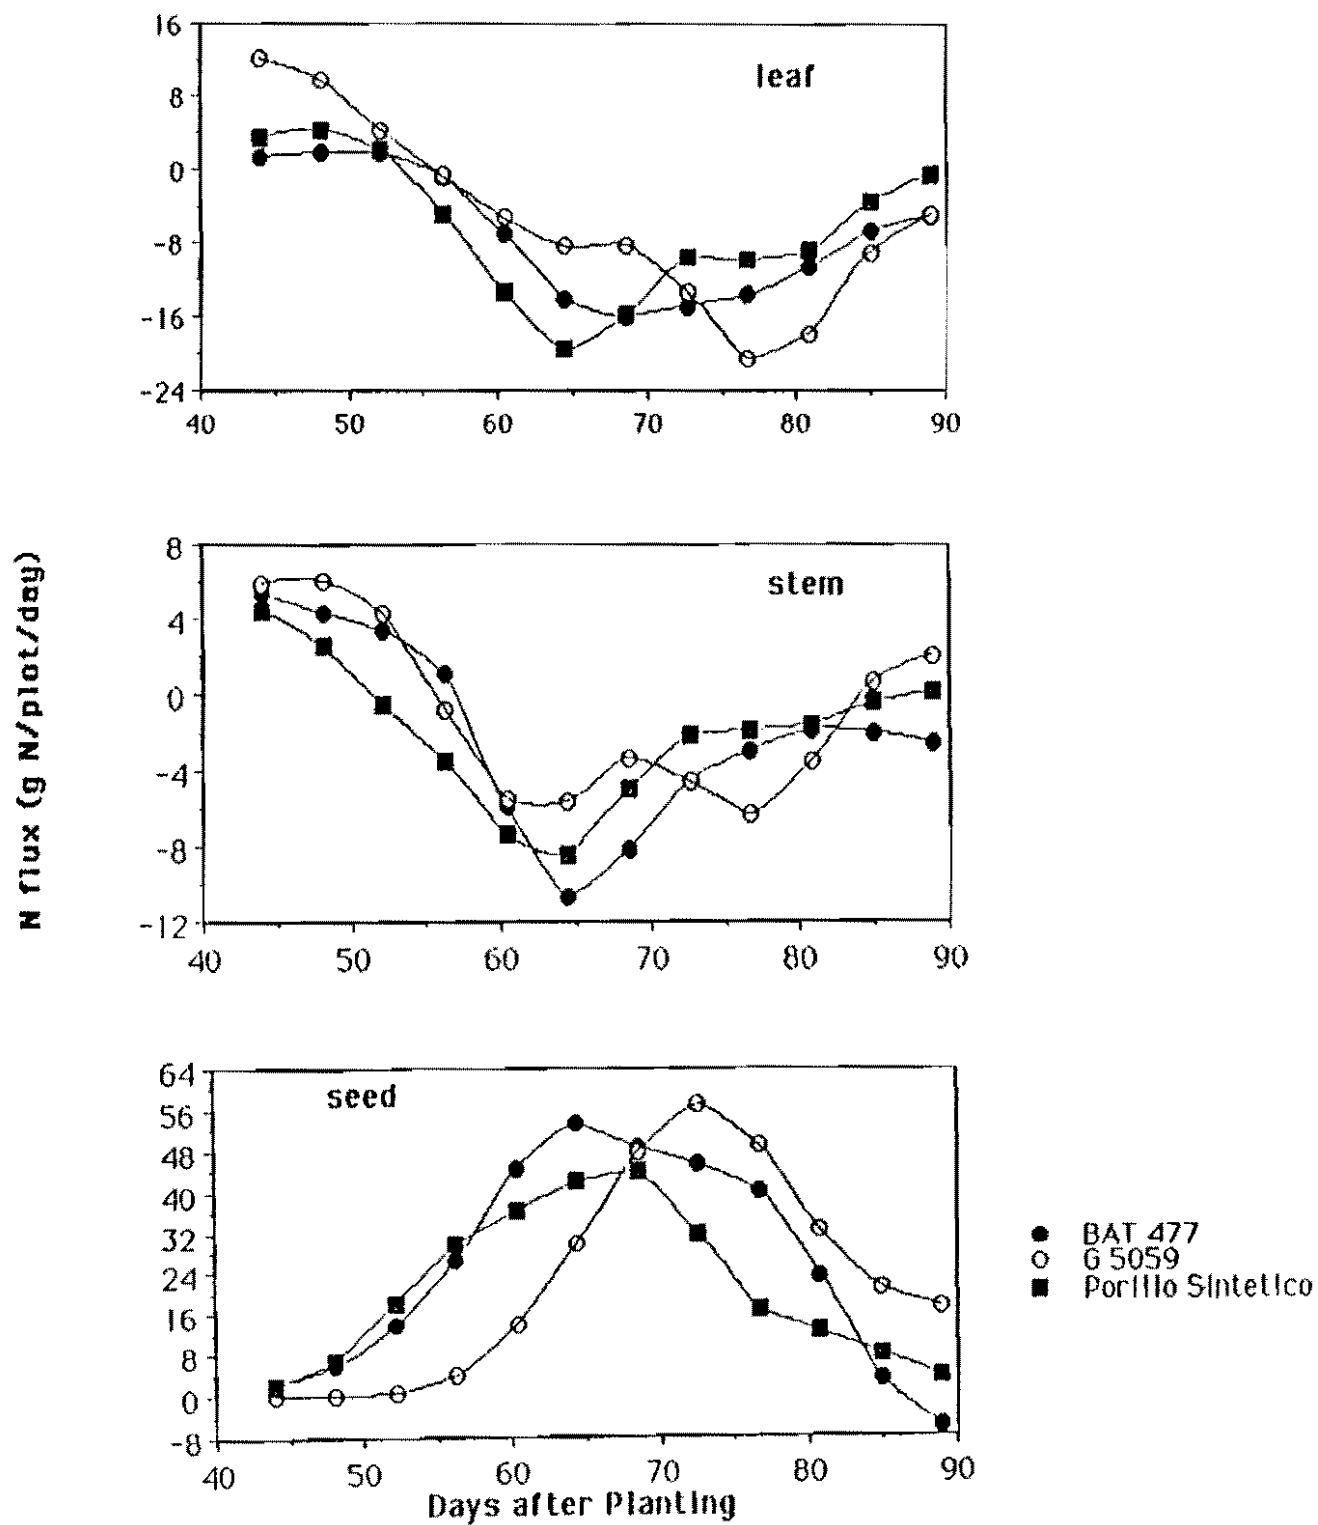 16
8
0
-8
-16
-24
leaf
40 50 60 70 80 90
N flux (g N/plot/day)
8
4
0
-4
-8
-12
stem
40 50 60 70 80 90
64
56
48
40
32
24
16
8
0
-8
seed
40 50 60 70 80 90
Days after Planting
BAT 477
G 5059
Porillo Sintetico